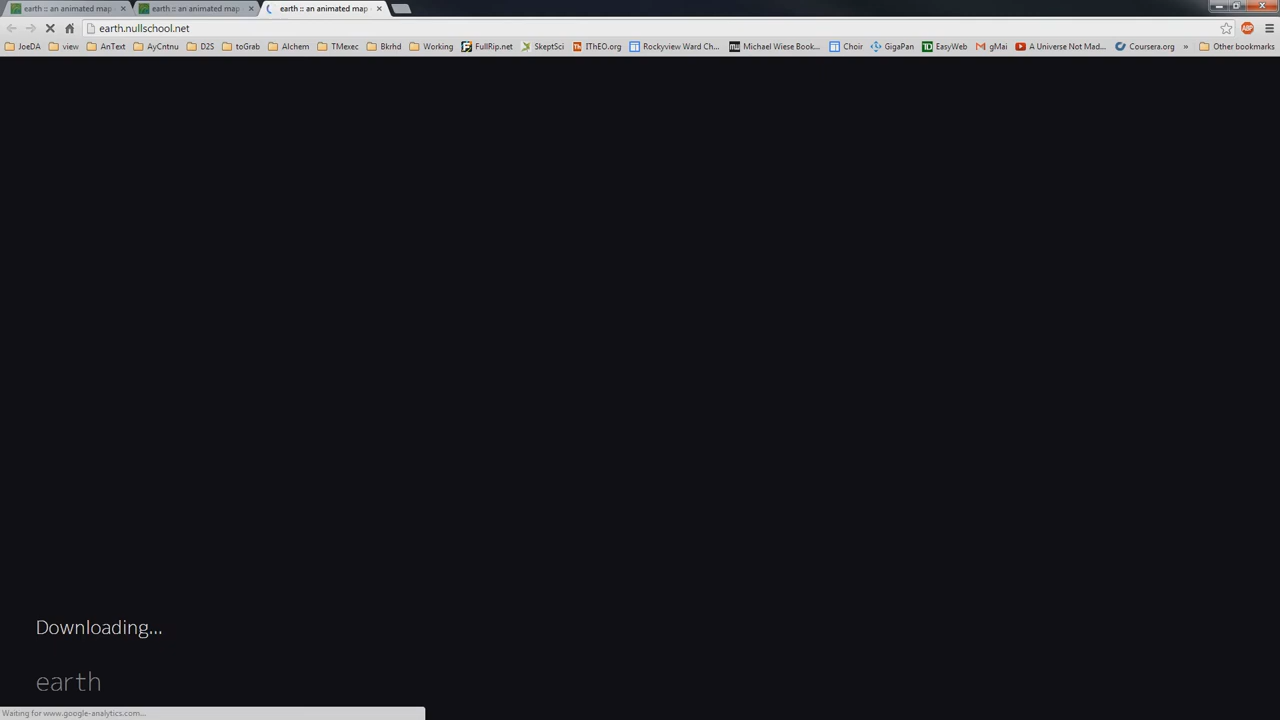 earth :: an animated map earth :: an animated map earth :: an animated map
earth.nullschool.net
JoeDA view AnText AyCntnu D2S toGrab Alchem TMexec Bkrhd Working FullRip.net SkeptSci IThEO.org Rockyview Ward Ch... Michael Wiese Book... Choir GigaPan EasyWeb gMai A Universe Not Mad... Coursera.org » Other bookmarks
Downloading...
earth
Waiting for www.google-analytics.com...